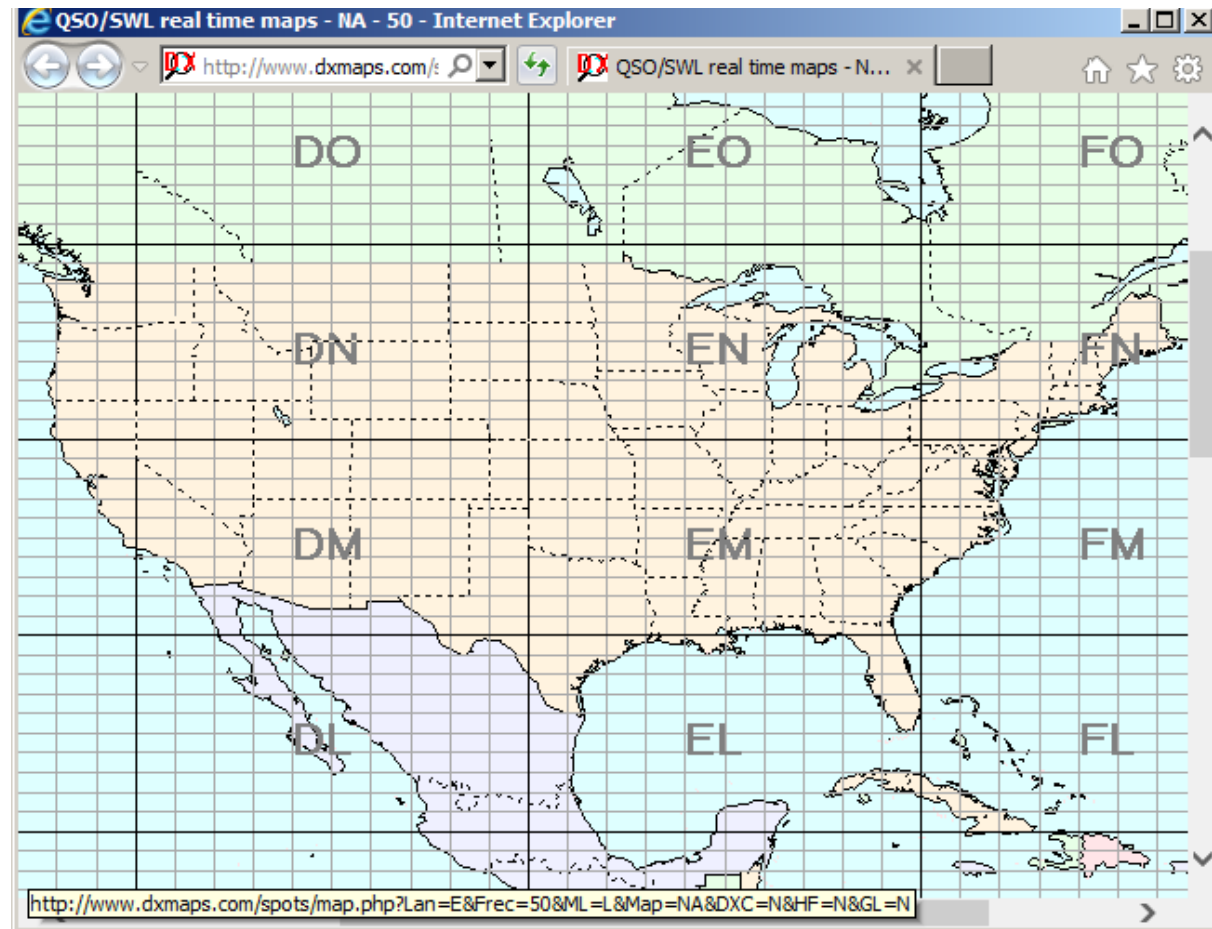 QSO/SWL real time maps - NA - 50 - Internet Explorer
http://www.dxmaps.com/s
QSO/SWL real time maps - N...
DO EO FO
DN EN FN
DM EM FM
DL EL FL
http://www.dxmaps.com/spots/map.php?Lan=E&Frec=50&ML=L&Map=NA&DXC=N&HF=N&GL=N